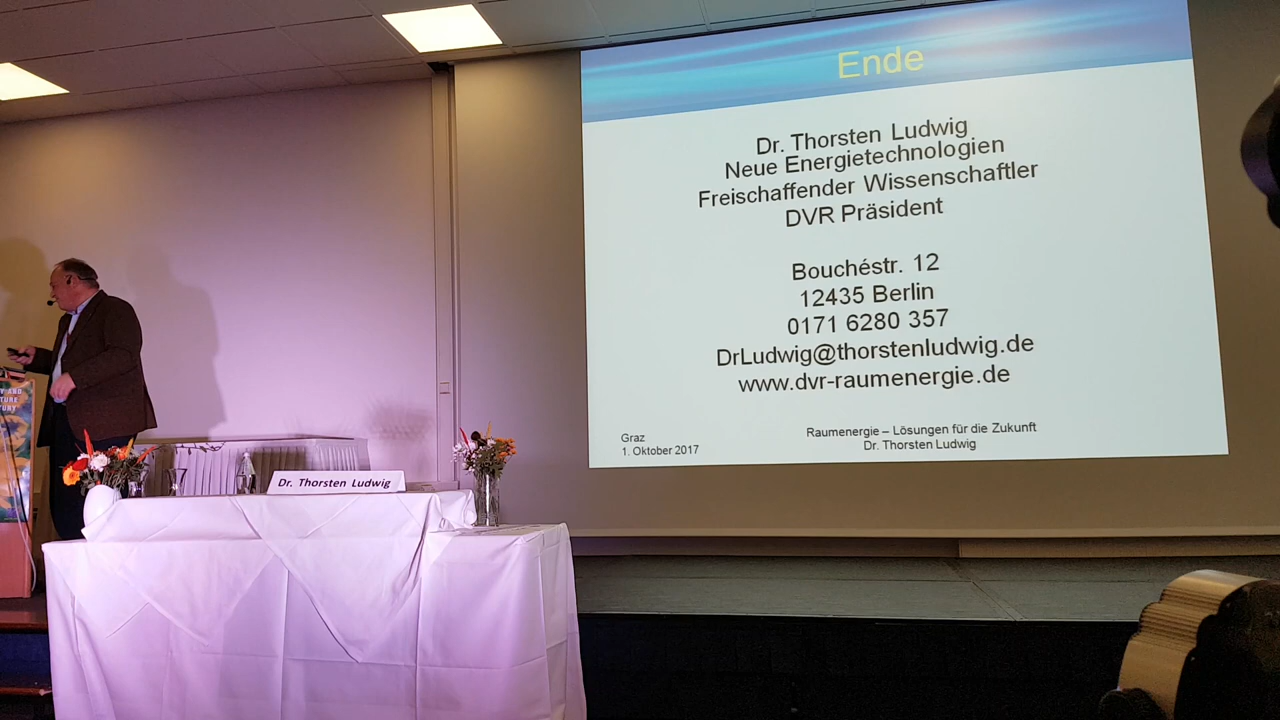 Ende
Dr. Thorsten Ludwig
Neue Energietechnologien
Freischaffender Wissenschaftler
DVR Präsident
Bouchéstr. 12
12435 Berlin
0171 6280 357
DrLudwig@thorstenludwig.de
www.dvr-raumenergie.de
Graz
1. Oktober 2017
Raumenergie – Lösungen für die Zukunft
Dr. Thorsten Ludwig
Dr. Thorsten Ludwig
AND